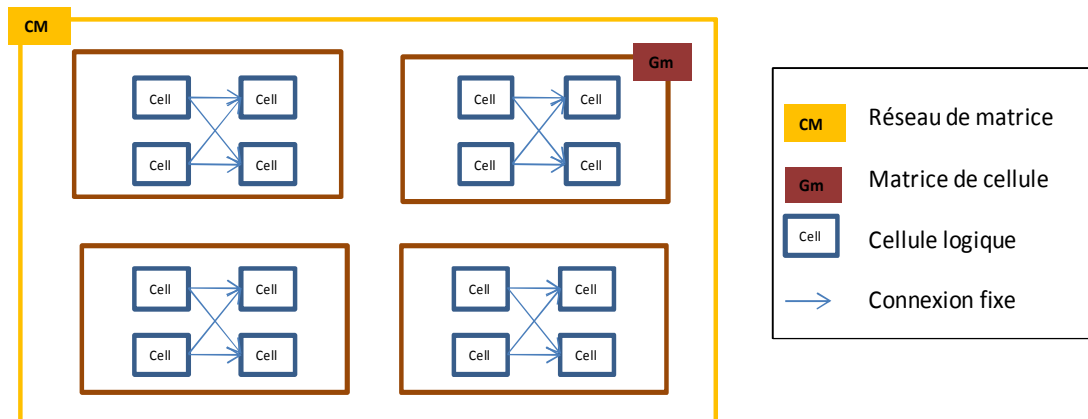 CM
Gm
Cell Cell Cell Cell
Cell Cell Cell Cell
Cell Cell Cell Cell
Cell Cell Cell Cell
CM Réseau de matrice
Gm Matrice de cellule
Cell Cellule logique
Connexion fixe